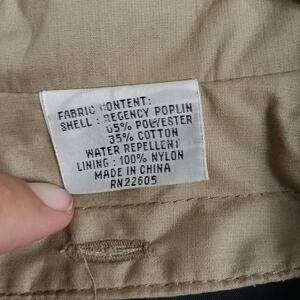 FABRIC CONTENT:
SHELL: REGENCY POPLIN
65% POLYESTER
35% COTTON
WATER REPELLENT
LINING: 100% NYLON
MADE IN CHINA
RN22605